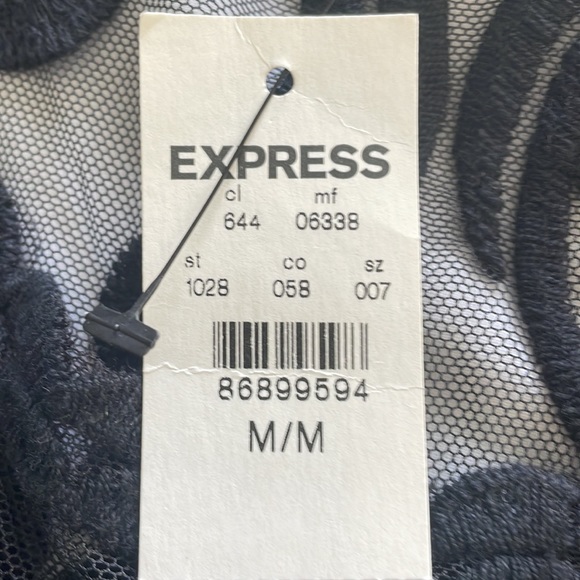 EXPRESS
cl mf
644 06338
st co sz
1028 058 007
86899594
M/M